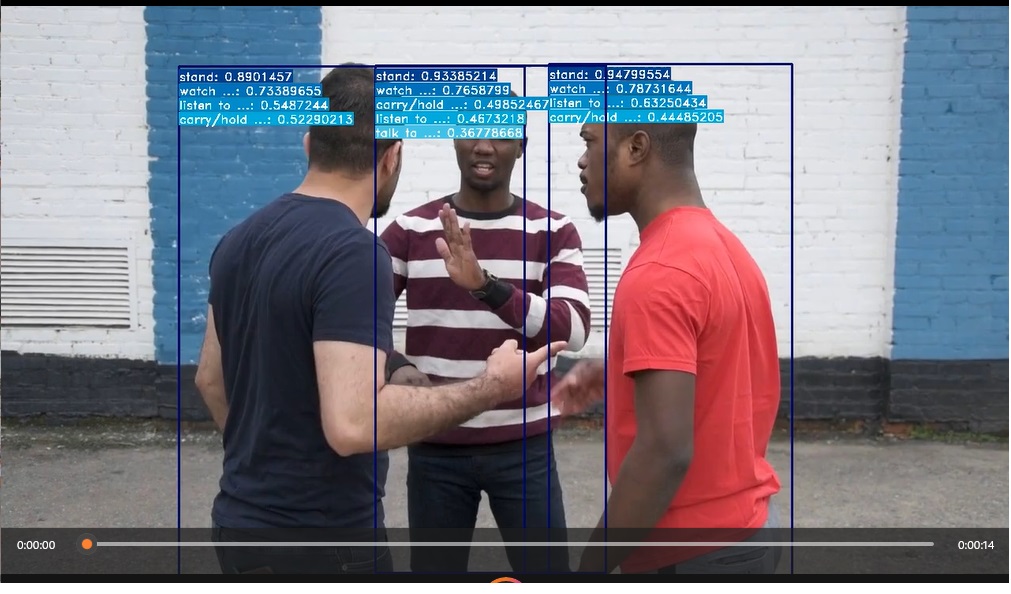 stand: 0.8901457
watch ...: 0.73389655
listen to ...: 0.5487244
carry/hold ...: 0.52290213
stand: 0.93385214
watch ...: 0.7658799
carry/hold ...: 0.49852467
listen to ...: 0.4673218
talk to ...: 0.36778668
stand: 0.94799554
watch ...: 0.78731644
listen to ...: 0.63250434
carry/hold ...: 0.44485205
0:00:00
0:00:14